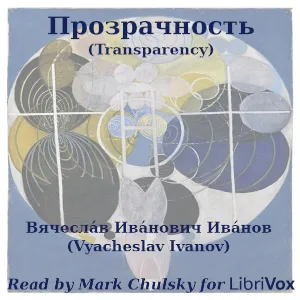 Прозрачность
(Transparency)
Вячесла́в Ива́нович Ива́нов
(Vyacheslav Ivanov)
Read by Mark Chulsky for LibriVox